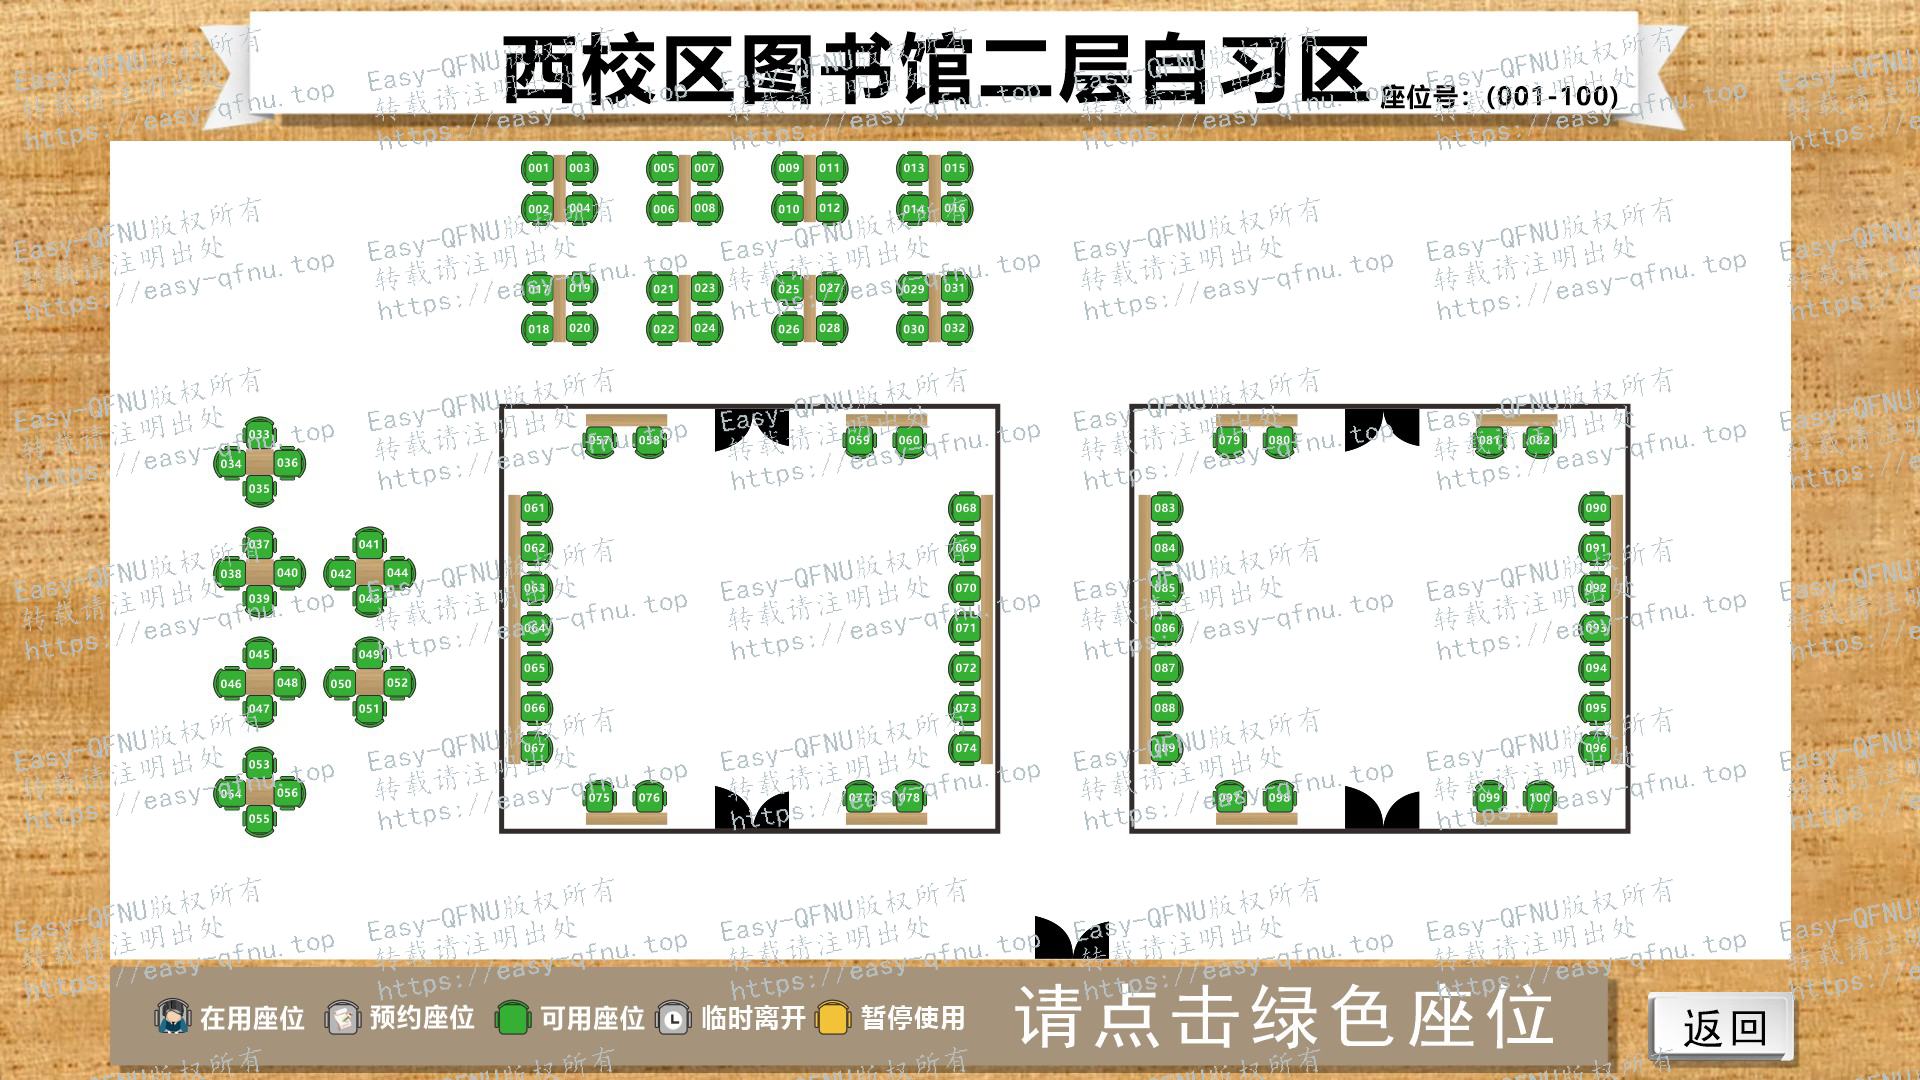 西校区图书馆二层自习区 座位号：(001-100)
001 003 005 007 009 011 013 015
002 004 006 008 010 012 014 016
017 019 021 023 025 027 029 031
018 020 022 024 026 028 030 032
033
034 036
035
037 041
038 040 042 044
039 043
045 049
046 048 050 052
047 051
053
054 056
055
057 058 059 060
061 068
062 069
063 070
064 071
065 072
066 073
067 074
075 076 077 078
079 080 081 082
083 090
084 091
085 092
086 093
087 094
088 095
089 096
097 098 099 100
在用座位 预约座位 可用座位 临时离开 暂停使用
请点击绿色座位
返回
Easy-QFNU版权所有
转载请注明出处
https://easy-qfnu.top